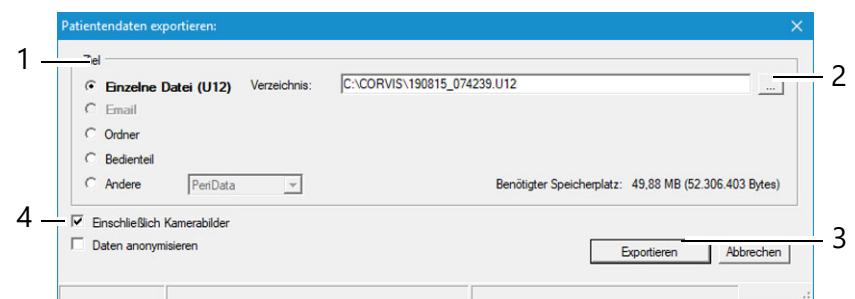 Patientendaten exportieren:
1
Ziel
Einzelne Datei (U12) Verzeichnis: C:\CORVIS\190815_074239.U12 ...
2
Email
Ordner
Bedienteil
Andere PeriData Benötigter Speicherplatz: 49,88 MB (52.306.403 Bytes)
4
Einschließlich Kamerabilder
Daten anonymisieren
Exportieren Abbrechen
3